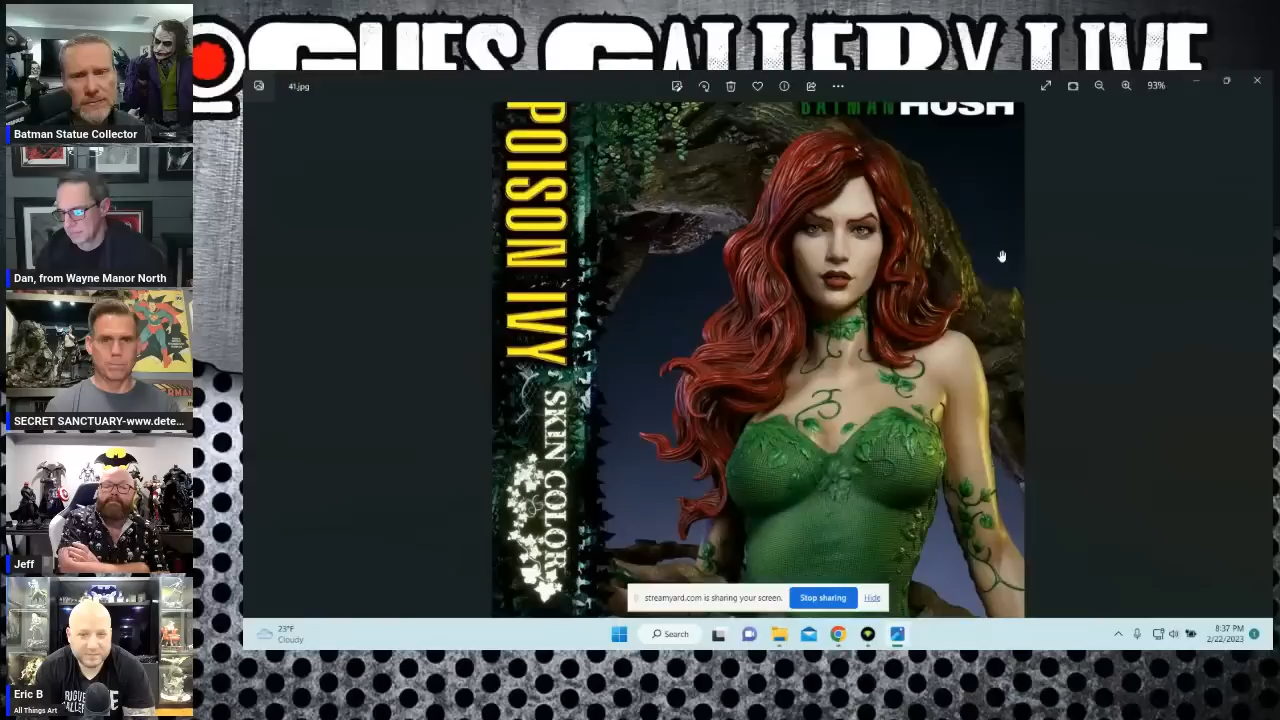 ROGUES GALLERY LIVE
41.jpg
93%
BATMAN HUSH
POISON IVY
SKIN COLOR
Batman Statue Collector
Dan, from Wayne Manor North
SECRET SANCTUARY-www.dete...
Jeff
Eric B
All Things Art
streamyard.com is sharing your screen.
Stop sharing
Hide
23°F
Cloudy
Search
8:37 PM
2/22/2023
1